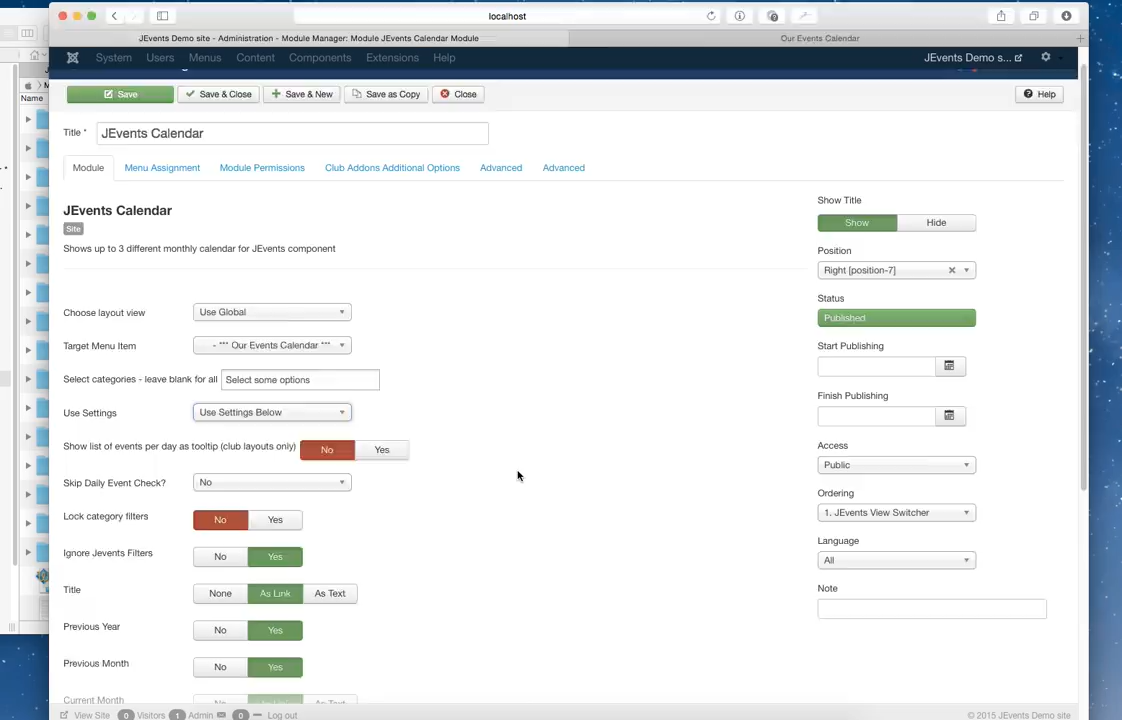 localhost
JEvents Demo site - Administration - Module Manager: Module JEvents Calendar Module
Our Events Calendar
System Users Menus Content Components Extensions Help
JEvents Demo s...
Name
Save
Save & Close
Save & New
Save as Copy
Close
Help
Title *
JEvents Calendar
Module
Menu Assignment
Module Permissions
Club Addons Additional Options
Advanced
Advanced
JEvents Calendar
Site
Shows up to 3 different monthly calendar for JEvents component
Choose layout view
Use Global
Target Menu Item
- *** Our Events Calendar ***
Select categories - leave blank for all
Select some options
Use Settings
Use Settings Below
Show list of events per day as tooltip (club layouts only)
No Yes
Skip Daily Event Check?
No
Lock category filters
No Yes
Ignore Jevents Filters
No Yes
Title
None As Link As Text
Previous Year
No Yes
Previous Month
No Yes
Current Month
No As Link As Text
Show Title
Show Hide
Position
Right [position-7]
Status
Published
Start Publishing
Finish Publishing
Access
Public
Ordering
1. JEvents View Switcher
Language
All
Note
View Site 0 Visitors 1 Admin 0 Log out
© 2015 JEvents Demo site